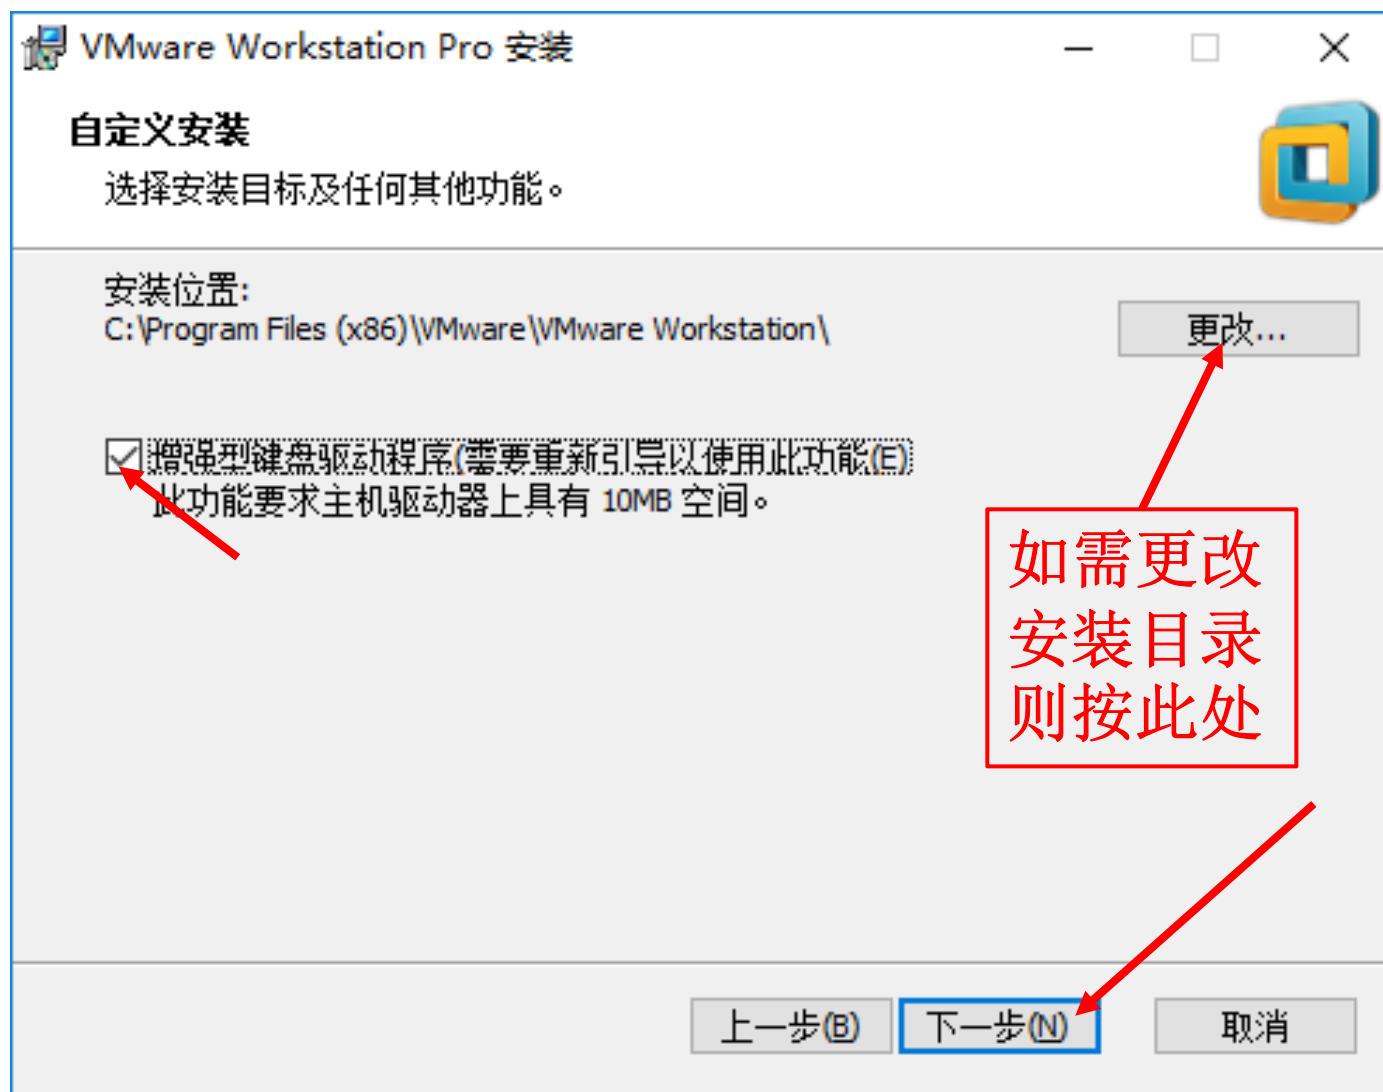 VMware Workstation Pro 安装
自定义安装
选择安装目标及任何其他功能。
安装位置:
C:\Program Files (x86)\VMware\VMware Workstation\
更改...
增强型键盘驱动程序(需要重新引导以使用此功能(E)
此功能要求主机驱动器上具有 10MB 空间。
如需更改
安装目录
则按此处
上一步(B)
下一步(N)
取消